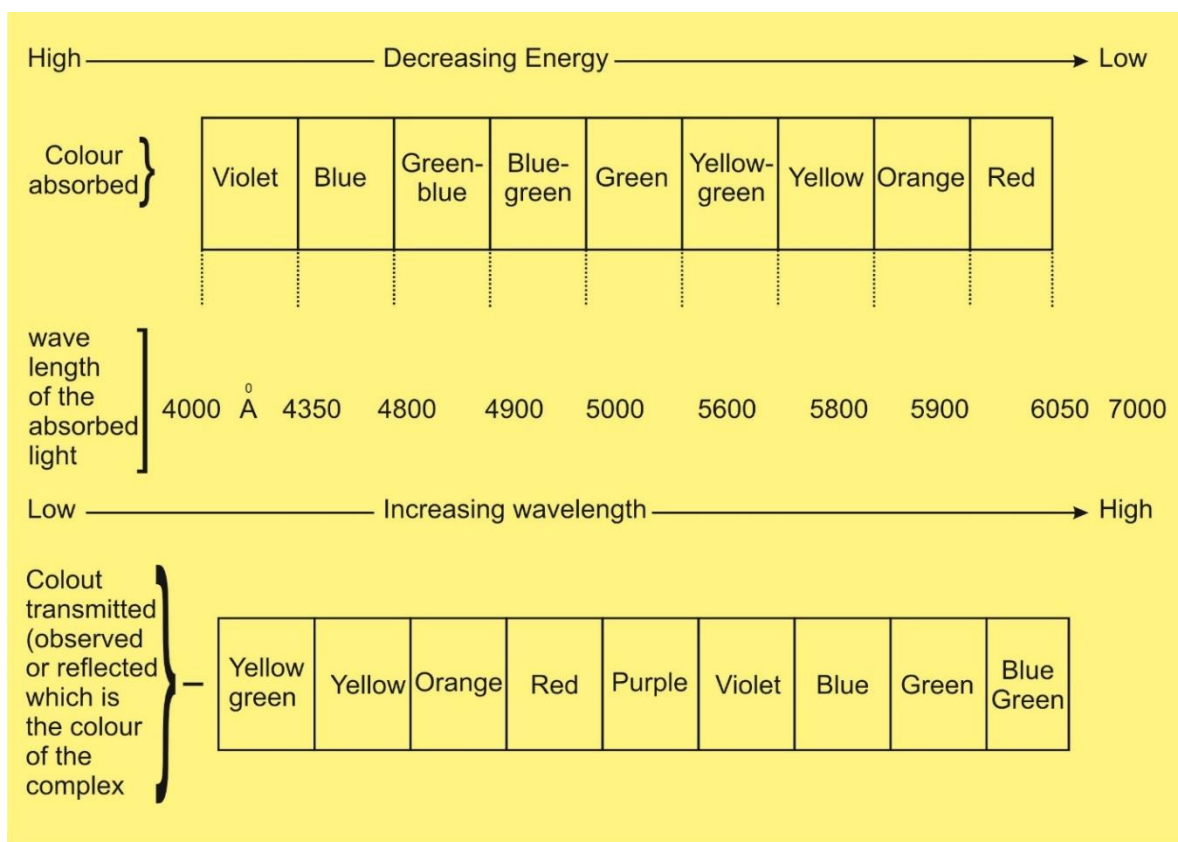 High Decreasing Energy Low
Colour
absorbed
Violet
Blue
Green-
blue
Blue-
green
Green
Yellow-
green
Yellow
Orange
Red
wave
length
of the
absorbed
light
4000 Å 4350 4800 4900 5000 5600 5800 5900 6050 7000
Low Increasing wavelength High
Colout
transmitted
(observed
or reflected
which is
the colour
of the
complex
Yellow
green
Yellow
Orange
Red
Purple
Violet
Blue
Green
Blue
Green